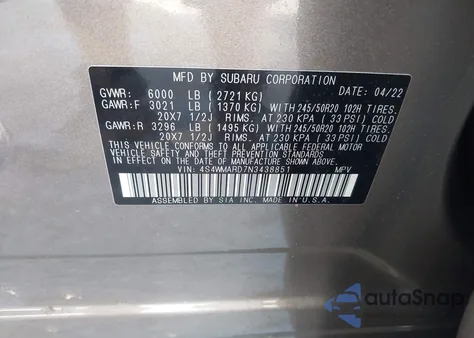 MFD BY SUBARU CORPORATION DATE: 04/22
GVWR: 6000 LB (2721 KG)
GAWR:F 3021 LB (1370 KG) WITH 245/50R20 102H TIRES.
20X7 1/2J RIMS. AT 230 KPA (33 PSI) COLD
GAWR:R 3296 LB (1495 KG) WITH 245/50R20 102H TIRES.
20X7 1/2J RIMS. AT 230 KPA (33 PSI) COLD
THIS VEHICLE CONFORMS TO ALL APPLICABLE FEDERAL MOTOR
VEHICLE SAFETY AND BUMPER STANDARDS IN EFFECT ON
THE DATE OF MANUFACTURE SHOWN ABOVE.
VIN: 4S4WMARD7N3438851 MPV
ASSEMBLED BY SIA INC. MADE IN U.S.A.
autoSnap